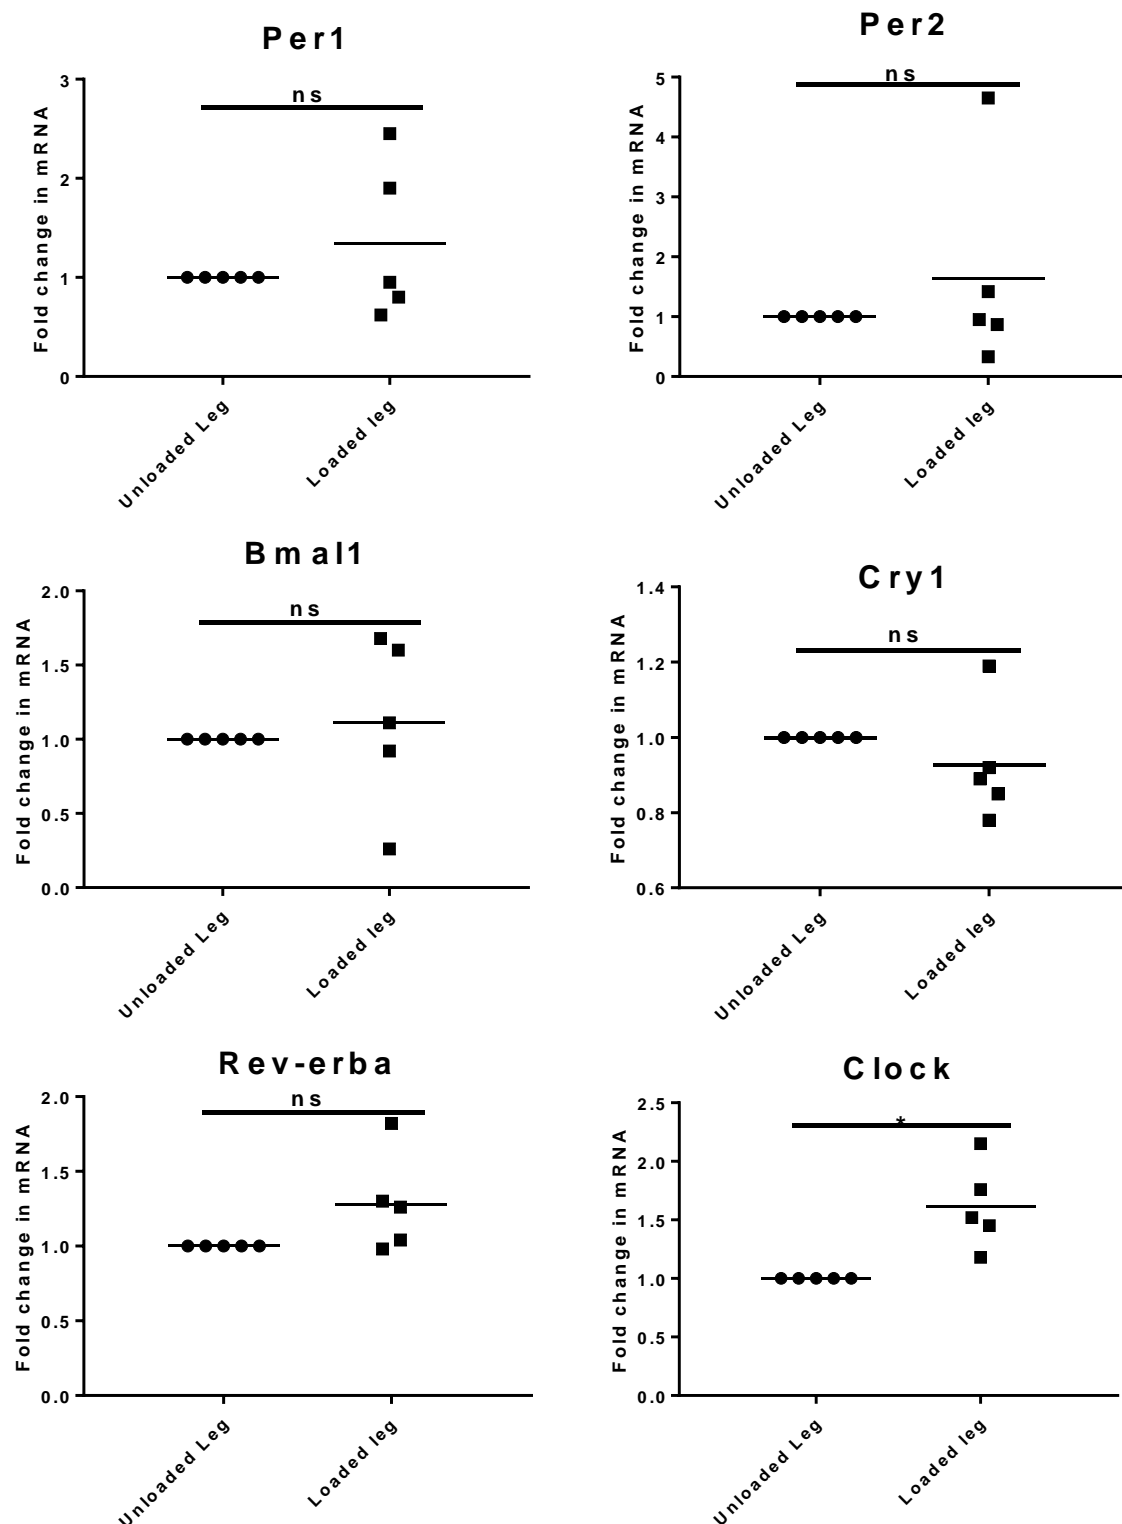 Per1
ns
Fold change in mRNA
3
2
1
0
Unloaded Leg
Loaded leg
Per2
ns
Fold change in mRNA
5
4
3
2
1
0
Unloaded Leg
Loaded leg
Bmal1
ns
Fold change in mRNA
2.0
1.5
1.0
0.5
0.0
Unloaded Leg
Loaded leg
Cry1
ns
Fold change in mRNA
1.4
1.2
1.0
0.8
0.6
Unloaded Leg
Loaded leg
Rev-erba
ns
Fold change in mRNA
2.0
1.5
1.0
0.5
0.0
Unloaded Leg
Loaded leg
Clock
*
Fold change in mRNA
2.5
2.0
1.5
1.0
0.5
0.0
Unloaded Leg
Loaded leg